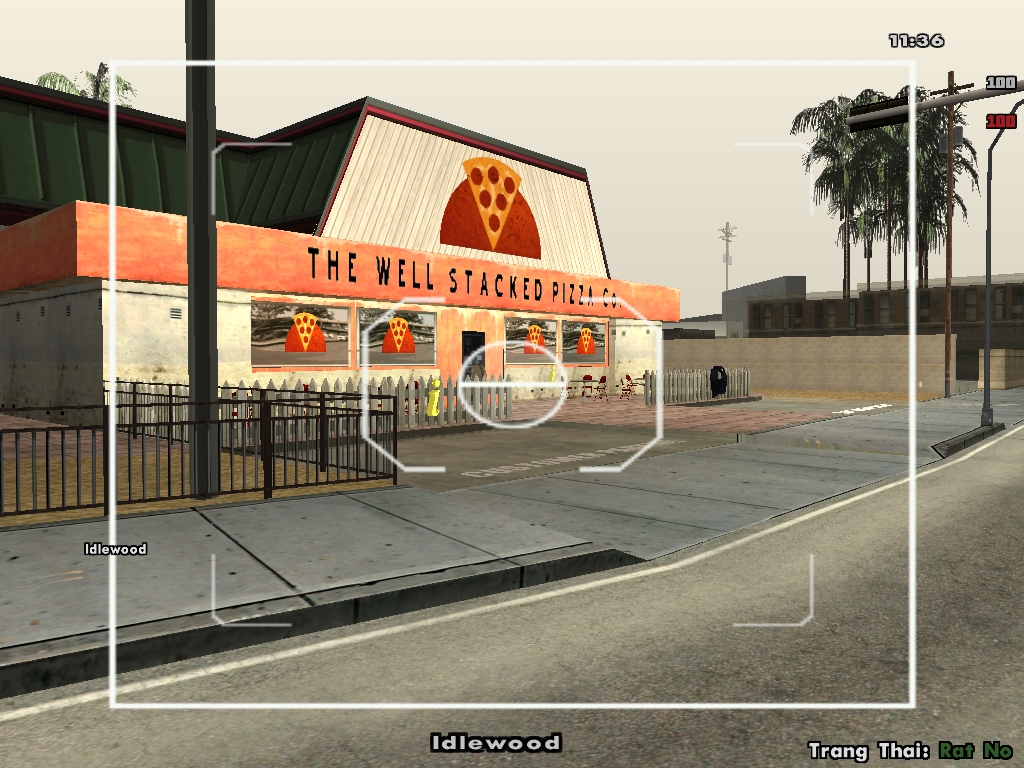 11:36
100
100
THE WELL STACKED PIZZA Co
Idlewood
Idlewood
Trang Thai: Rat No